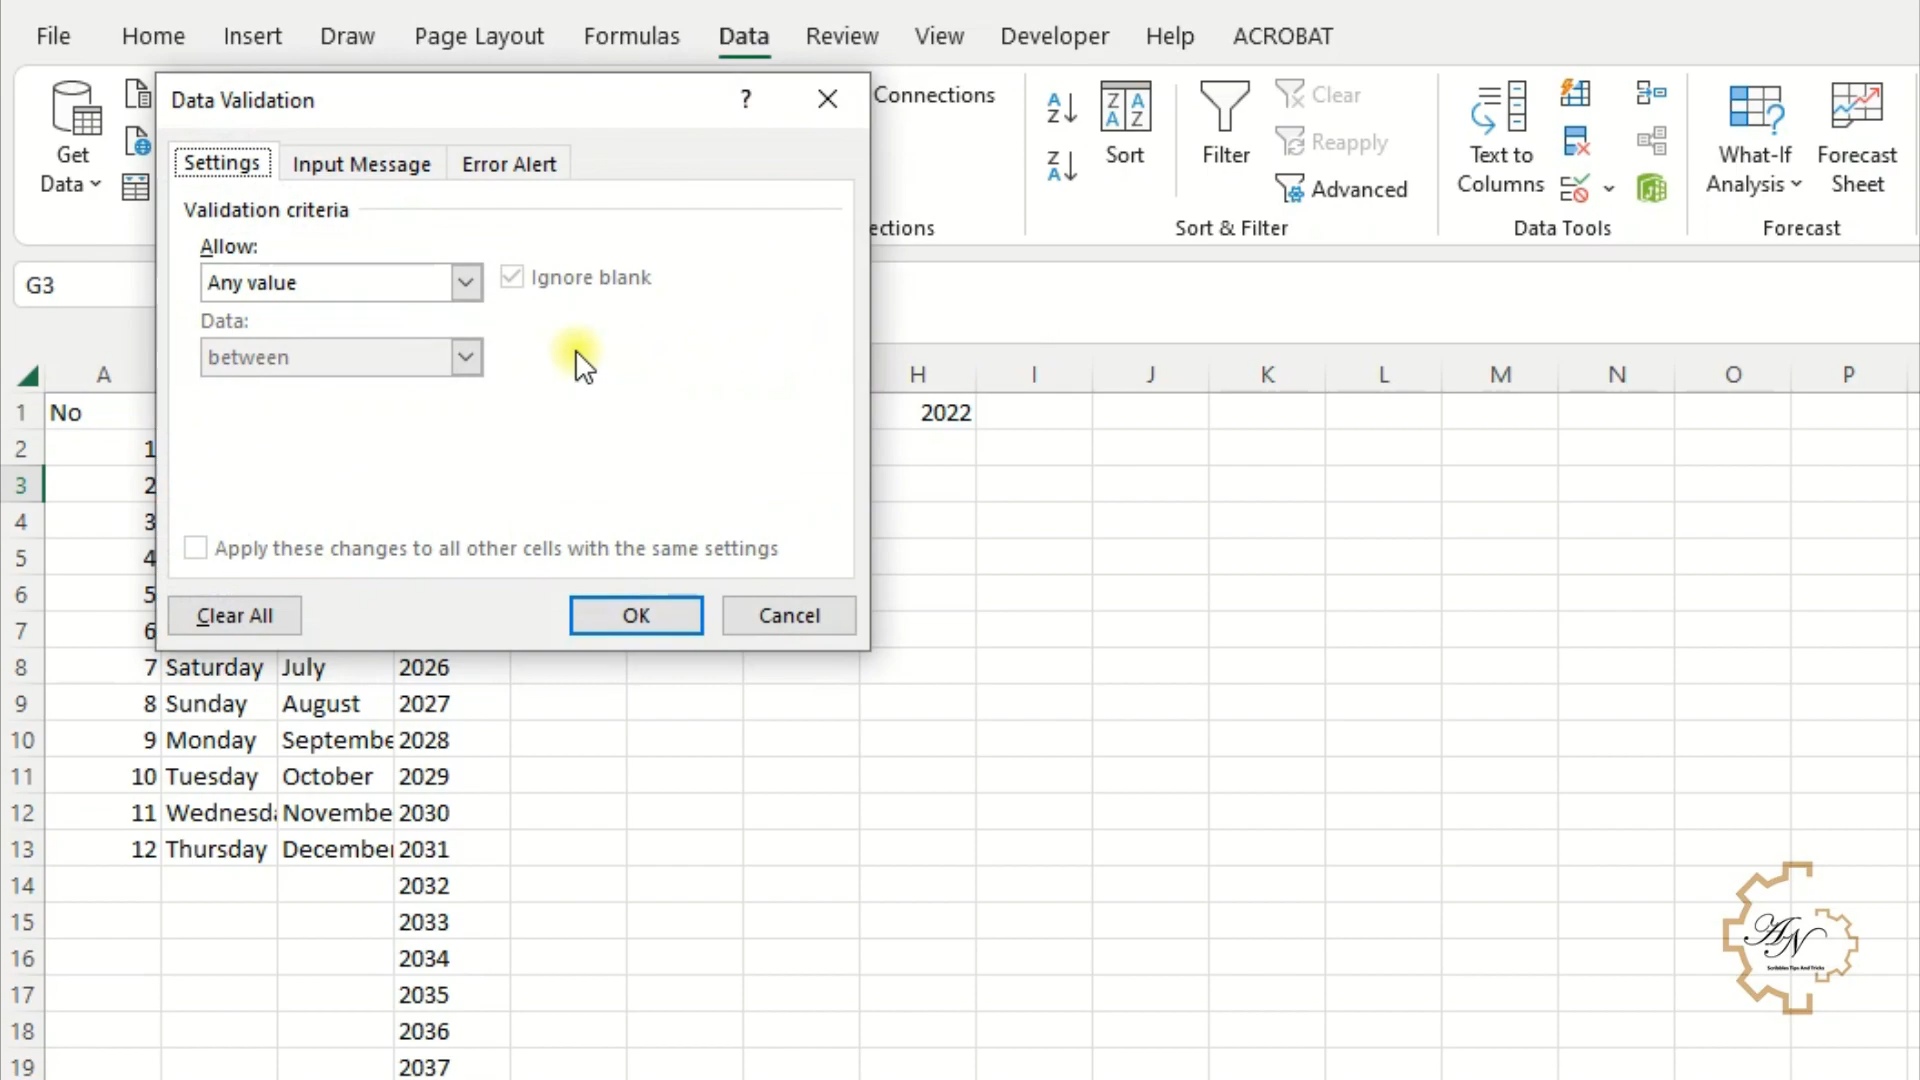 File Home Insert Draw Page Layout Formulas Data Review View Developer Help ACROBAT
Get Data
Connections
ections
Sort
Filter
Clear
Reapply
Advanced
Sort & Filter
Text to Columns
Data Tools
What-If Analysis
Forecast Sheet
Forecast
Data Validation ?
Settings Input Message Error Alert
Validation criteria
Allow:
Any value
Ignore blank
Data:
between
Apply these changes to all other cells with the same settings
Clear All OK Cancel
G3
A H I J K L M N O P
1 No 2022
2 1
3 2
4 3
5 4
6 5
7 6
8 7 Saturday July 2026
9 8 Sunday August 2027
10 9 Monday Septembe 2028
11 10 Tuesday October 2029
12 11 Wednesda Novembe 2030
13 12 Thursday December 2031
14 2032
15 2033
16 2034
17 2035
18 2036
19 2037
AN
Scribbles Tips And Tricks